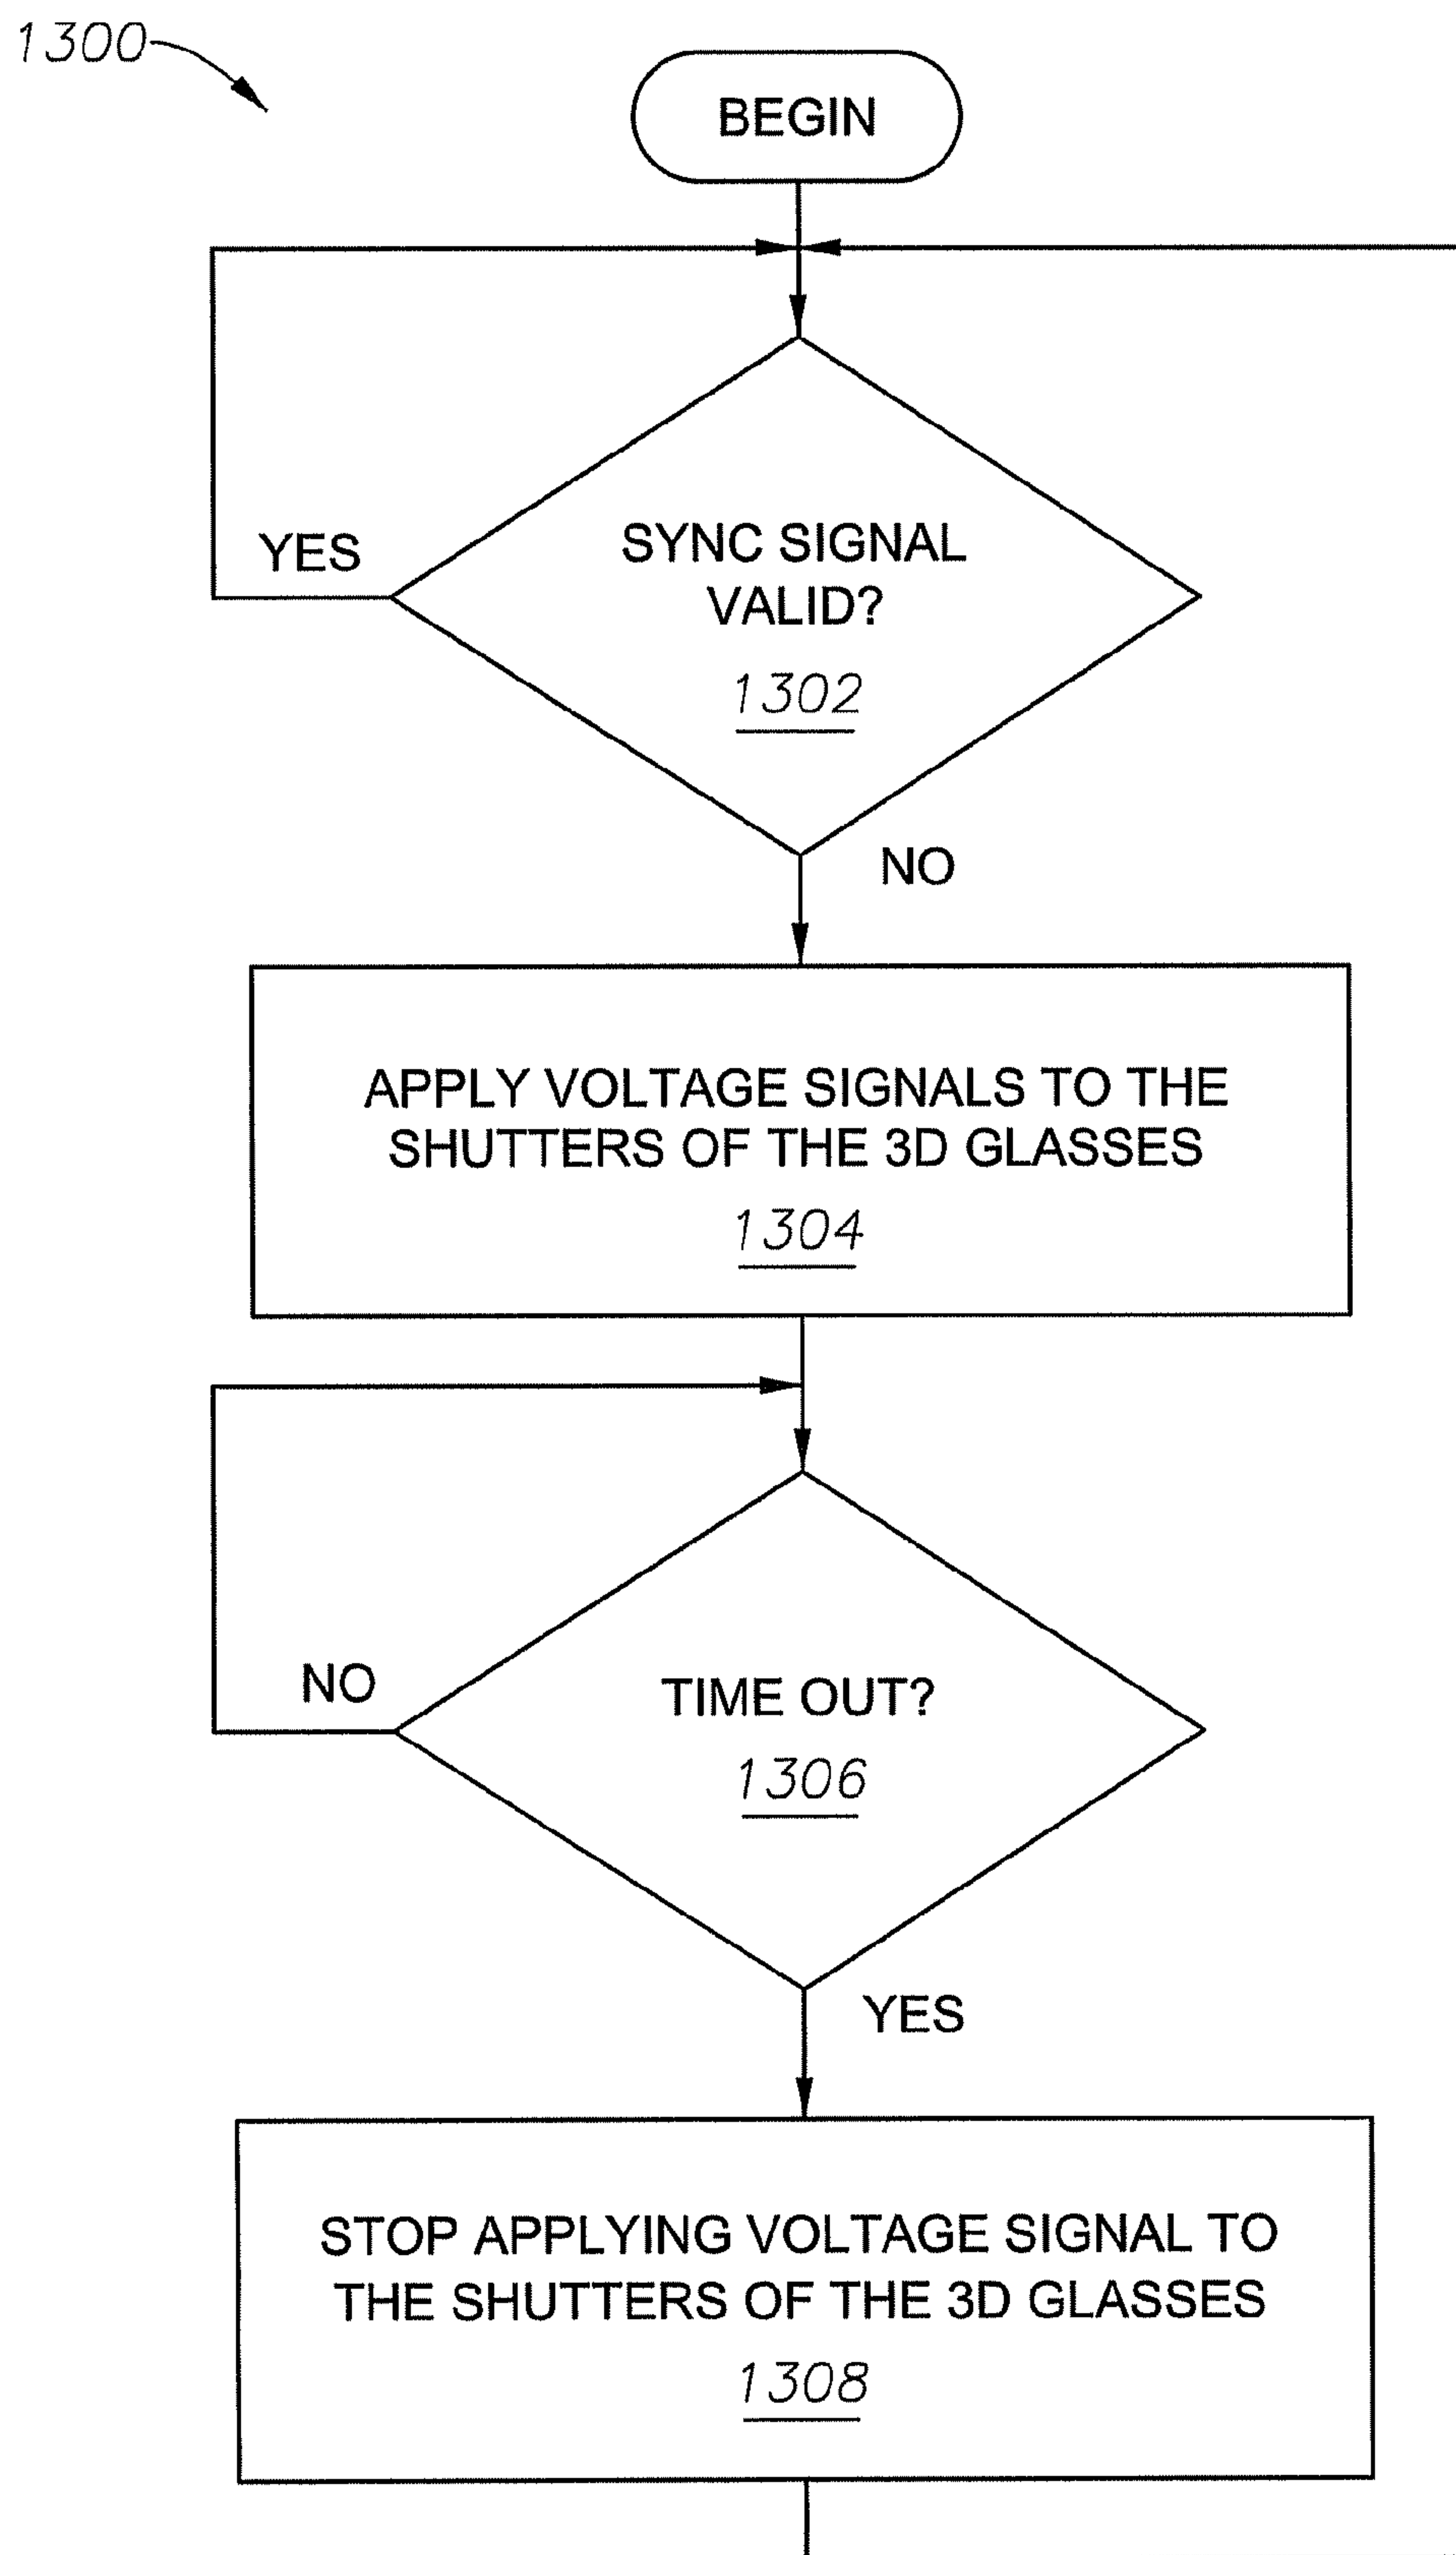 1300
BEGIN
YES
SYNC SIGNAL
VALID?
1302
NO
APPLY VOLTAGE SIGNALS TO THE
SHUTTERS OF THE 3D GLASSES
1304
NO
TIME OUT?
1306
YES
STOP APPLYING VOLTAGE SIGNAL TO
THE SHUTTERS OF THE 3D GLASSES
1308